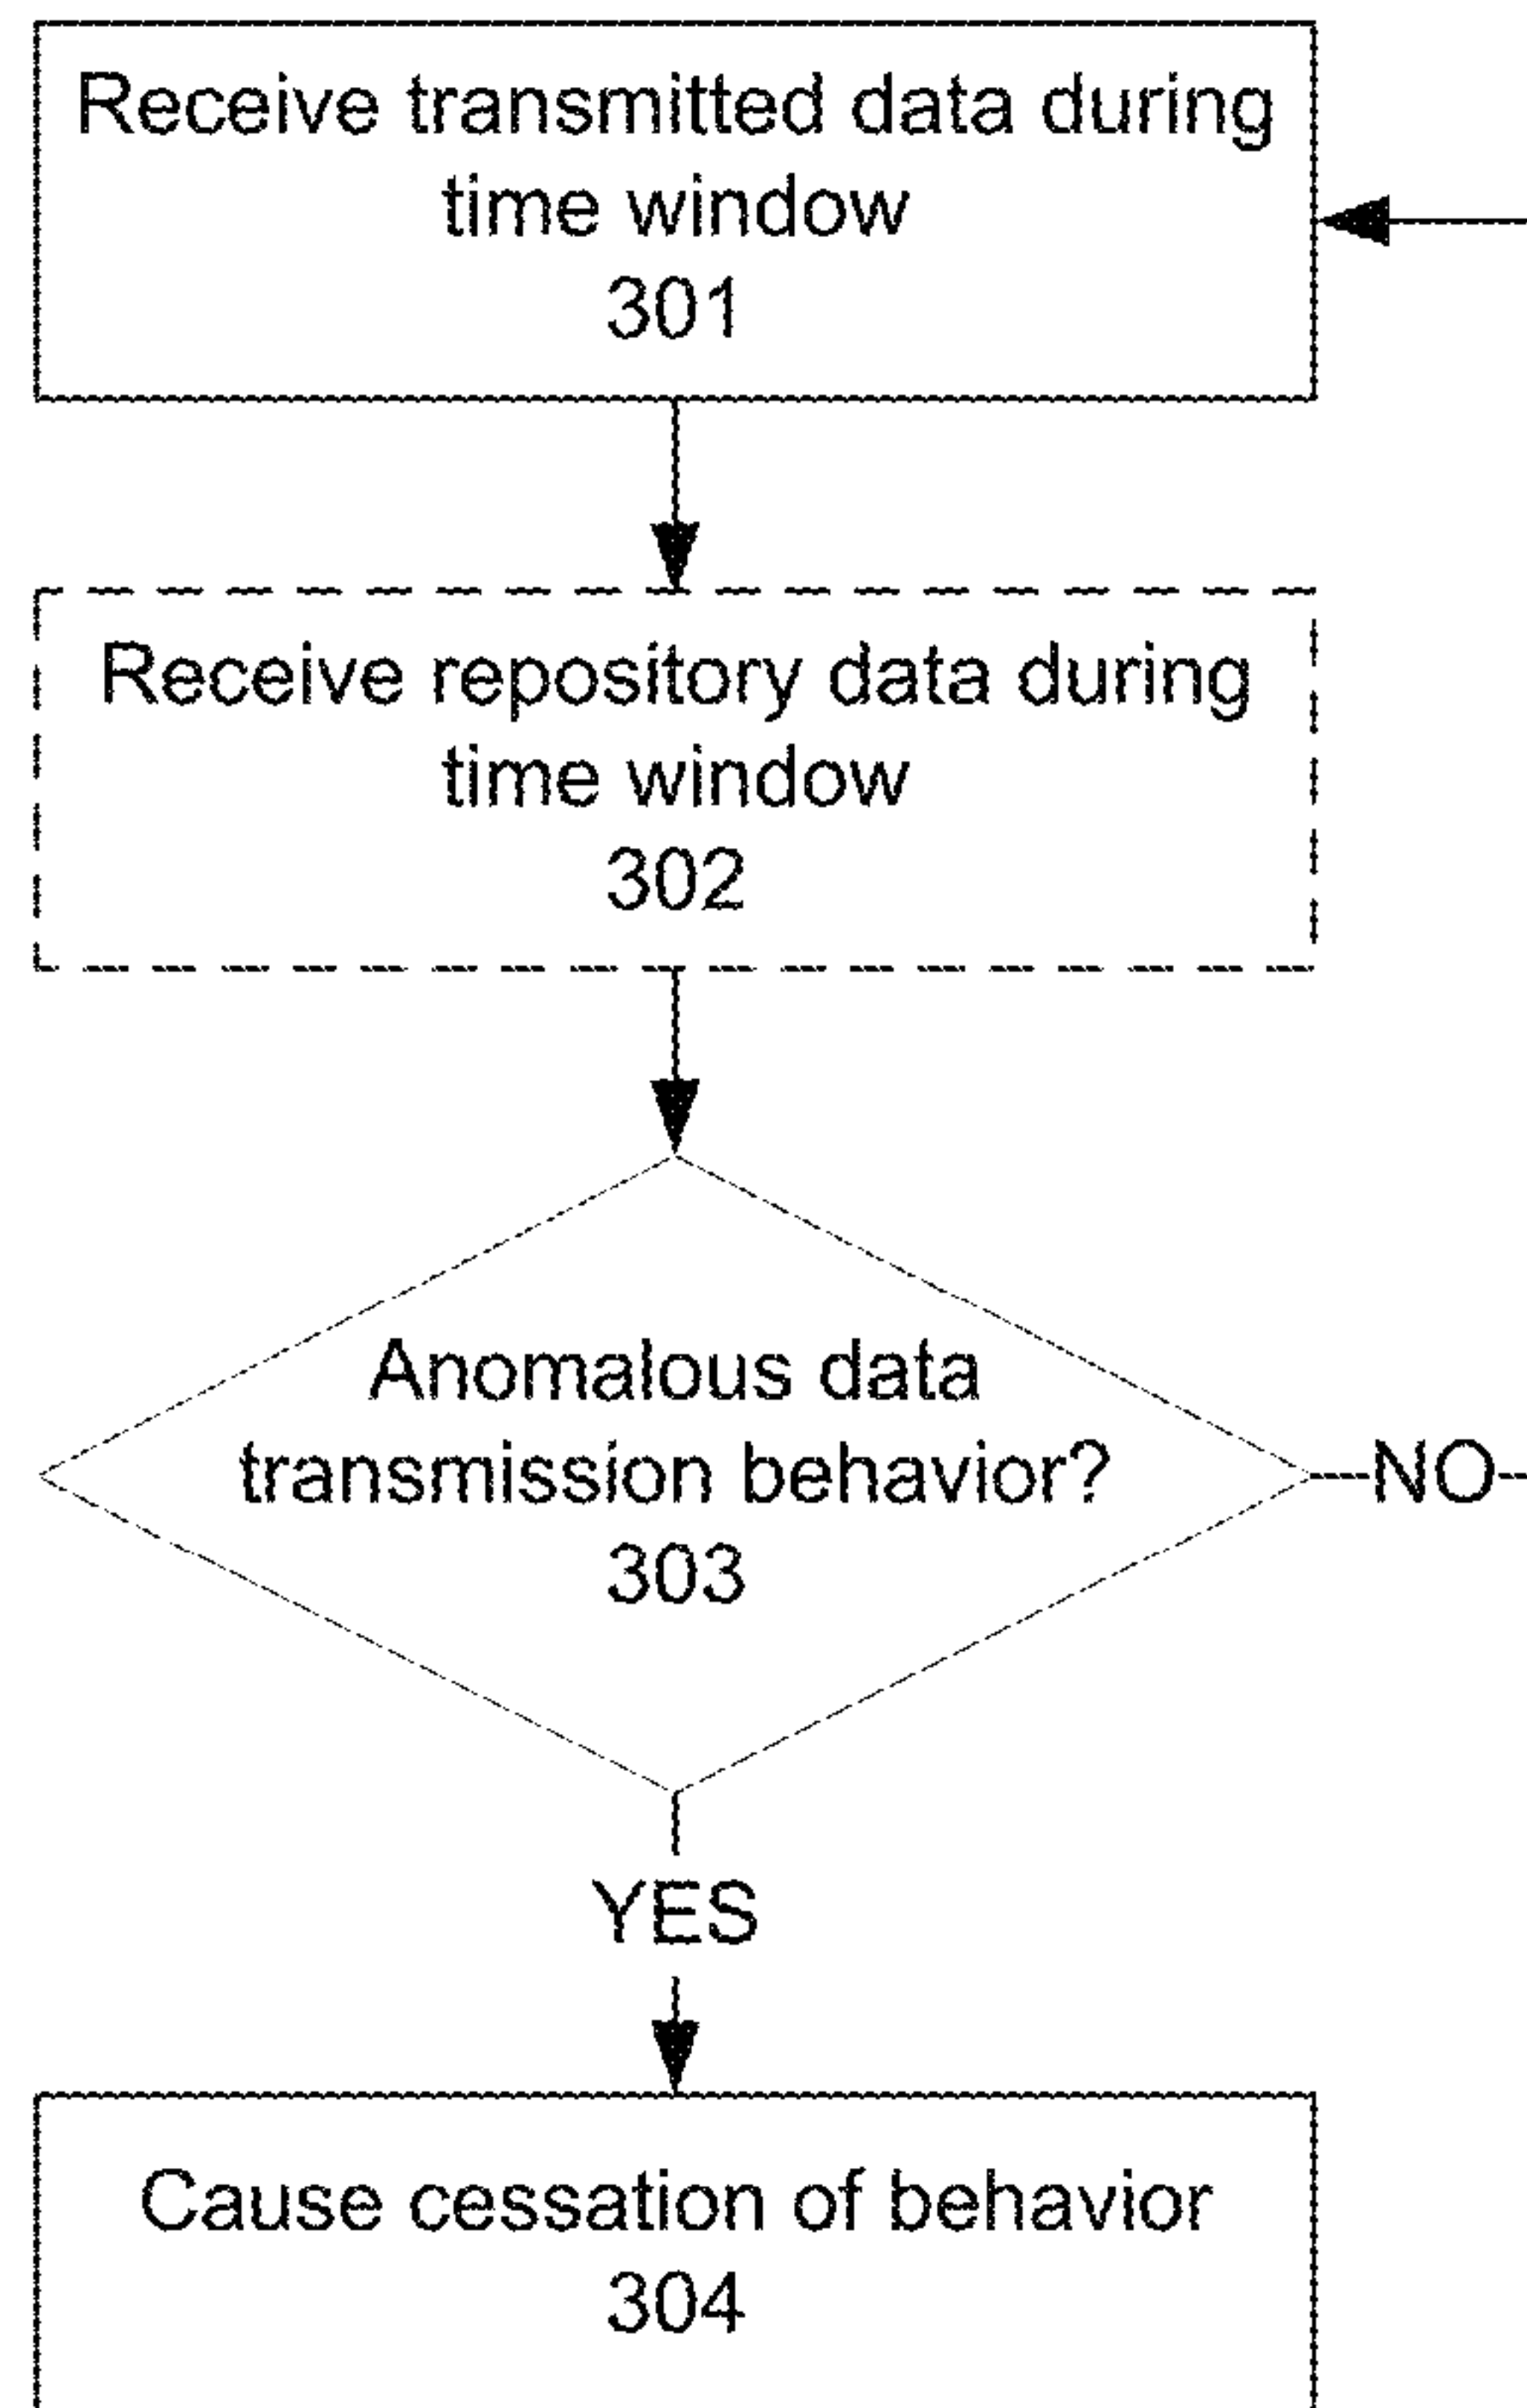 Receive transmitted data during
time window
301
Receive repository data during
time window
302
Anomalous data
transmission behavior?
303
NO
YES
Cause cessation of behavior
304